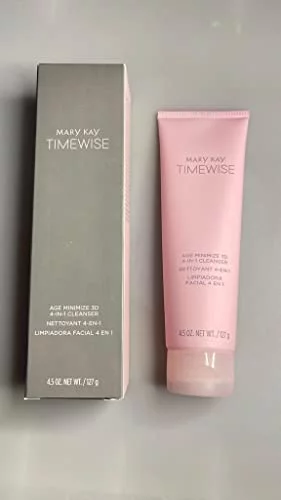 MARY KAY
TIMEWISE
AGE MINIMIZE 3D
4-IN-1 CLEANSER
NETTOYANT 4-EN-1
LIMPIADORA FACIAL 4 EN 1
4.5 OZ. NET WT. / 127 g
MARY KAY
TIMEWISE
AGE MINIMIZE 3D
4-IN-1 CLEANSER
NETTOYANT 4-EN-1
LIMPIADORA
FACIAL 4 EN 1
4.5 OZ. NET WT. / 127 g